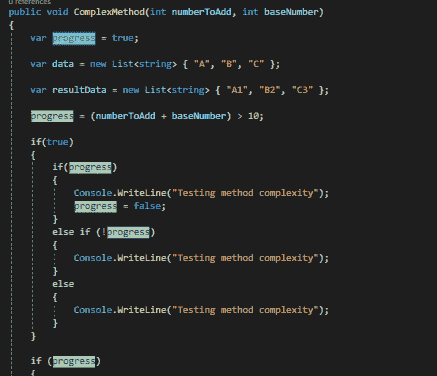 0 references
public void ComplexMethod(int numberToAdd, int baseNumber)
{
var progress = true;
var data = new List<string> { "A", "B", "C" };
var resultData = new List<string> { "A1", "B2", "C3" };
progress = (numberToAdd + baseNumber) > 10;
if(true)
{
if(progress)
{
Console.WriteLine("Testing method complexity");
progress = false;
}
else if (!progress)
{
Console.WriteLine("Testing method complexity");
}
else
{
Console.WriteLine("Testing method complexity");
}
}
if (progress)
{